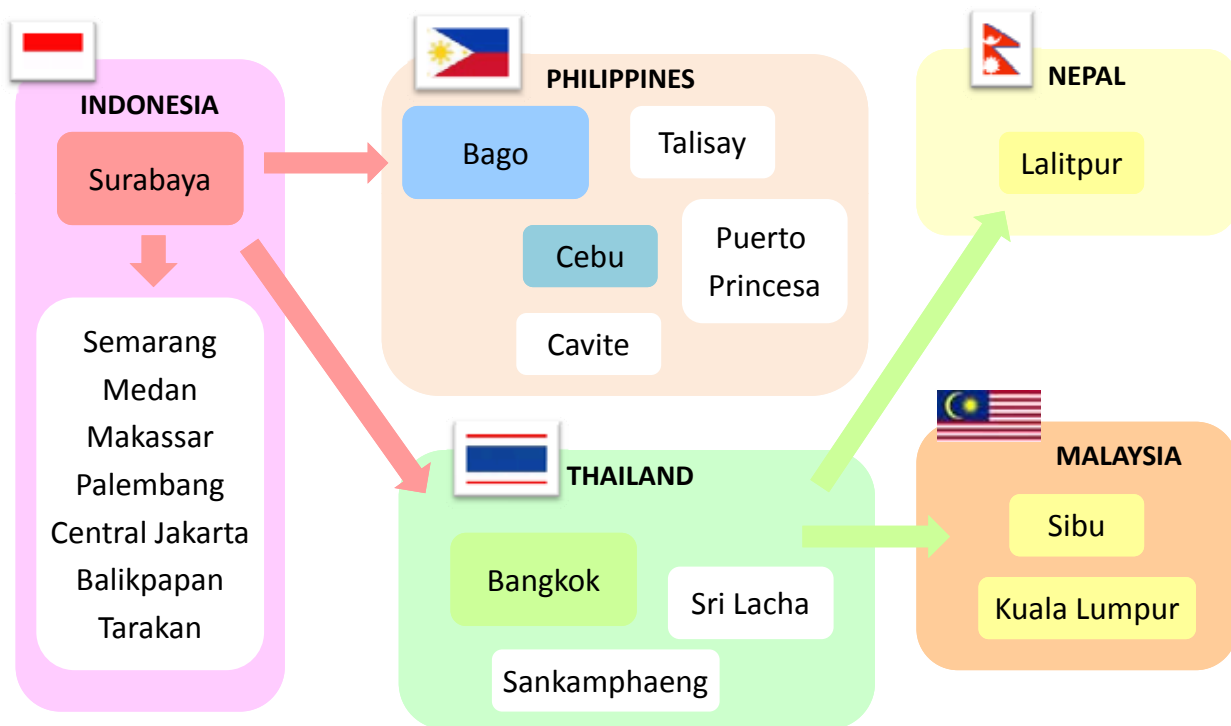 INDONESIA
Surabaya
Semarang
Medan
Makassar
Palembang
Central Jakarta
Balikpapan
Tarakan
PHILIPPINES
Bago
Talisay
Cebu
Puerto
Princesa
Cavite
THAILAND
Bangkok
Sri Lacha
Sankamphaeng
NEPAL
Lalitpur
MALAYSIA
Sibu
Kuala Lumpur